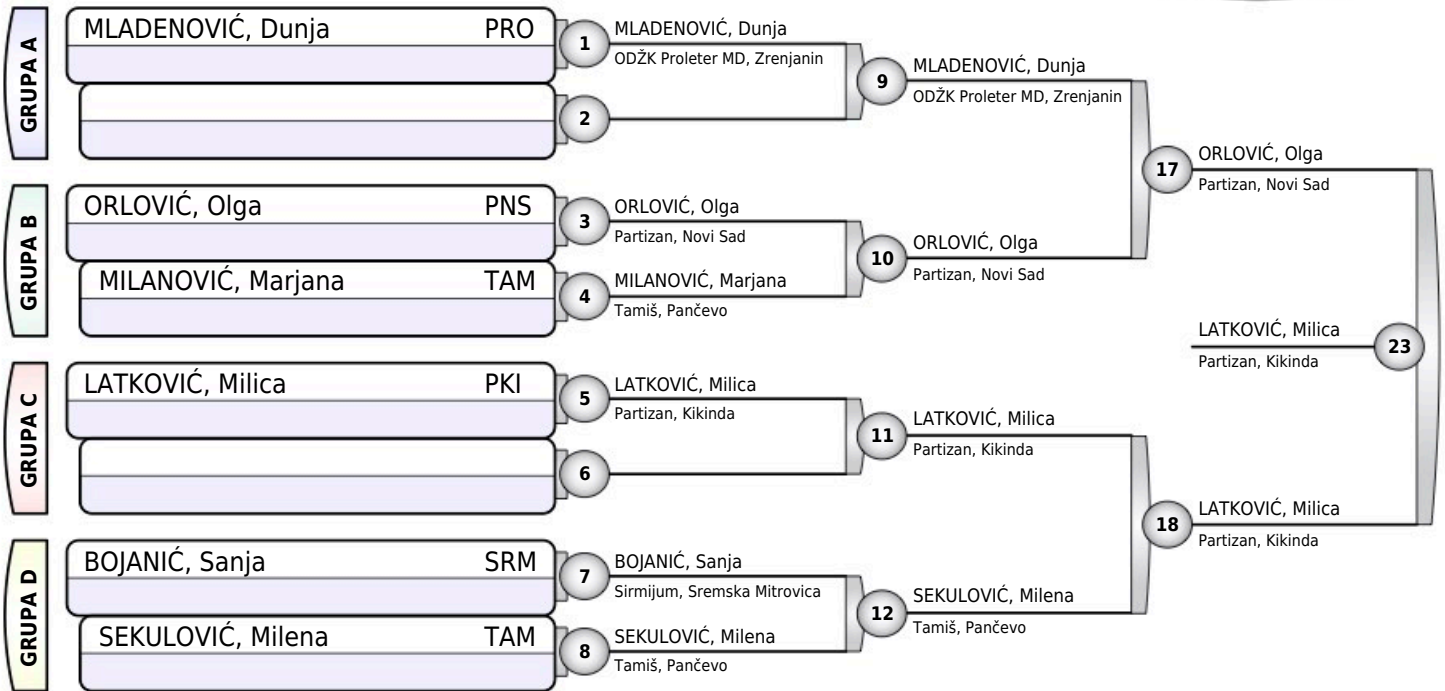 GRUPA A
MLADENOVIĆ, Dunja PRO
1
MLADENOVIĆ, Dunja
ODŽK Proleter MD, Zrenjanin
2
9
MLADENOVIĆ, Dunja
ODŽK Proleter MD, Zrenjanin
GRUPA B
ORLOVIĆ, Olga PNS
3
ORLOVIĆ, Olga
Partizan, Novi Sad
MILANOVIĆ, Marjana TAM
4
MILANOVIĆ, Marjana
Tamiš, Pančevo
10
ORLOVIĆ, Olga
Partizan, Novi Sad
17
ORLOVIĆ, Olga
Partizan, Novi Sad
GRUPA C
LATKOVIĆ, Milica PKI
5
LATKOVIĆ, Milica
Partizan, Kikinda
6
11
LATKOVIĆ, Milica
Partizan, Kikinda
GRUPA D
BOJANIĆ, Sanja SRM
7
BOJANIĆ, Sanja
Sirmijum, Sremska Mitrovica
SEKULOVIĆ, Milena TAM
8
SEKULOVIĆ, Milena
Tamiš, Pančevo
12
SEKULOVIĆ, Milena
Tamiš, Pančevo
18
LATKOVIĆ, Milica
Partizan, Kikinda
LATKOVIĆ, Milica
Partizan, Kikinda
23